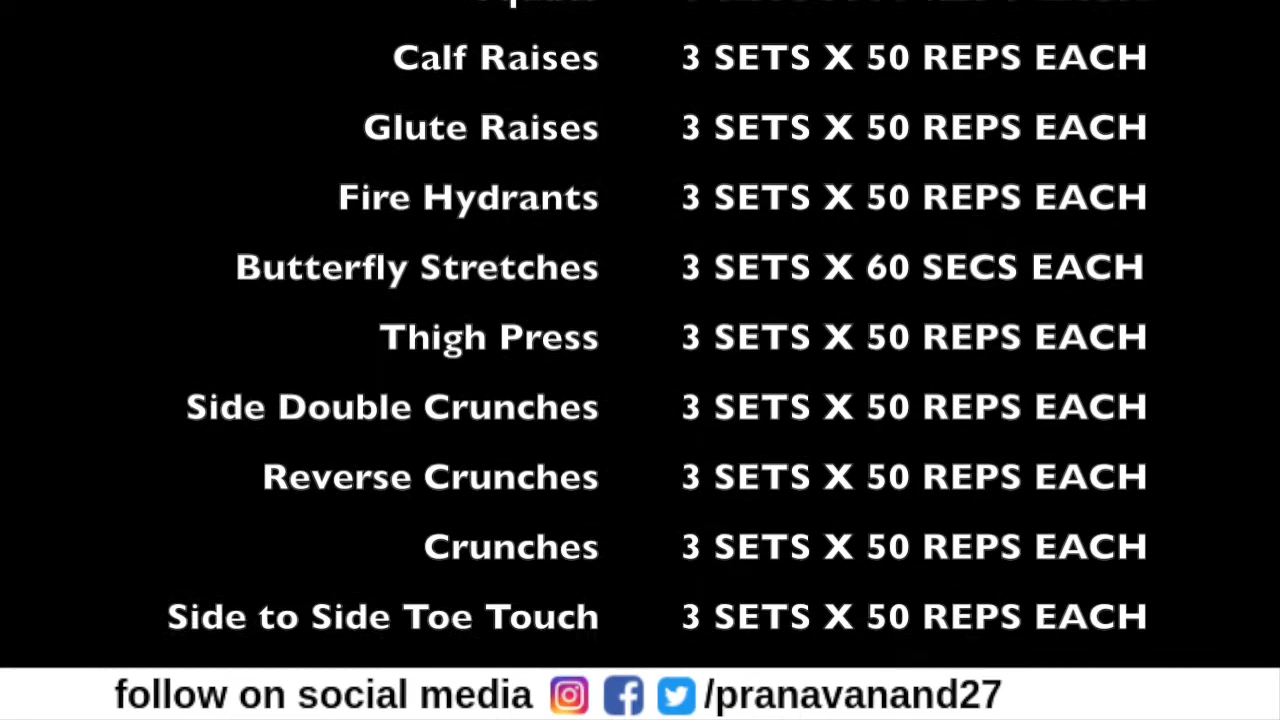 Calf Raises 3 SETS X 50 REPS EACH
Glute Raises 3 SETS X 50 REPS EACH
Fire Hydrants 3 SETS X 50 REPS EACH
Butterfly Stretches 3 SETS X 60 SECS EACH
Thigh Press 3 SETS X 50 REPS EACH
Side Double Crunches 3 SETS X 50 REPS EACH
Reverse Crunches 3 SETS X 50 REPS EACH
Crunches 3 SETS X 50 REPS EACH
Side to Side Toe Touch 3 SETS X 50 REPS EACH
follow on social media /pranavanand27